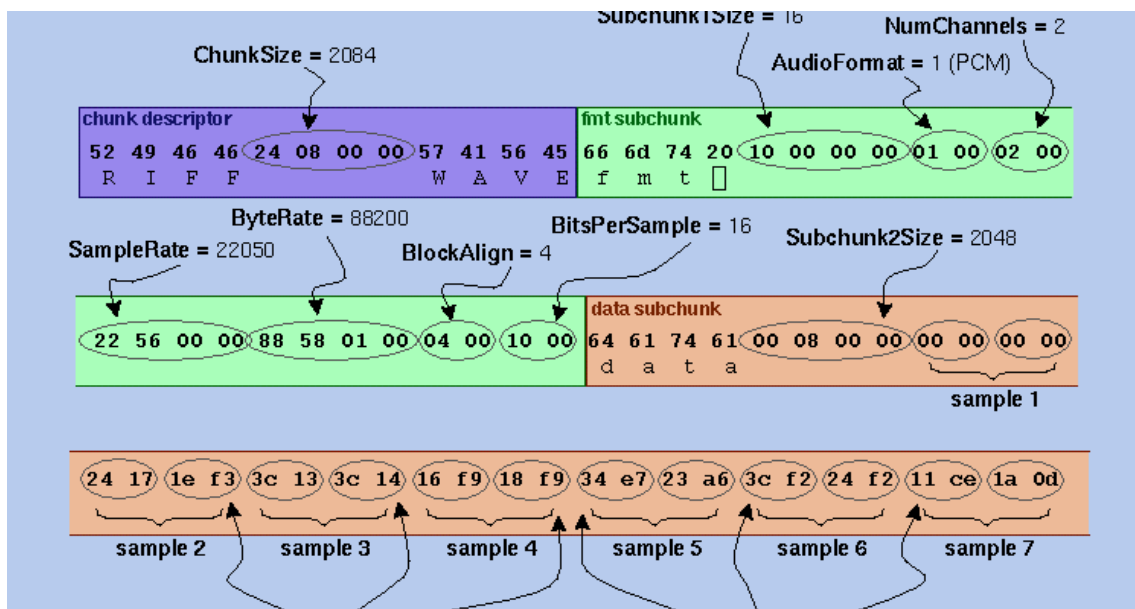 Subchunk1Size = 16
NumChannels = 2
ChunkSize = 2084
AudioFormat = 1 (PCM)
chunk descriptor fmt subchunk
52 49 46 46 24 08 00 00 57 41 56 45 66 6d 74 20 10 00 00 00 01 00 02 00
R I F F W A V E f m t
ByteRate = 88200
BitsPerSample = 16
Subchunk2Size = 2048
SampleRate = 22050
BlockAlign = 4
data subchunk
22 56 00 00 88 58 01 00 04 00 10 00 64 61 74 61 00 08 00 00 00 00 00 00
d a t a
sample 1
24 17 1e f3 3c 13 3c 14 16 f9 18 f9 34 e7 23 a6 3c f2 24 f2 11 ce 1a 0d
sample 2 sample 3 sample 4 sample 5 sample 6 sample 7